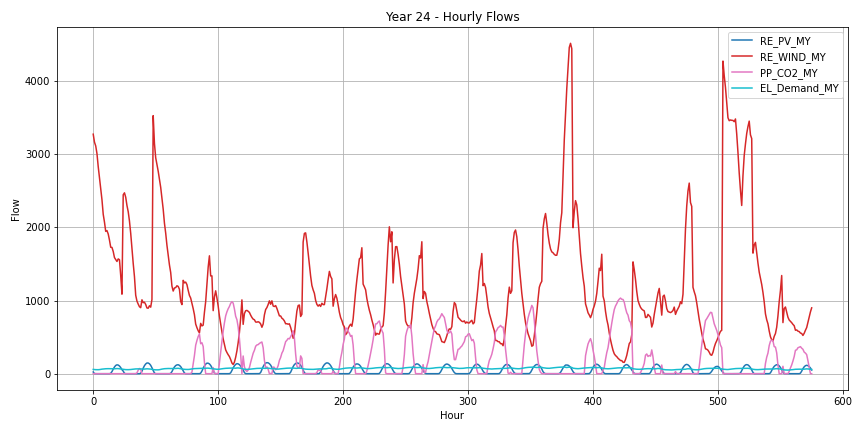 Year 24 - Hourly Flows
RE_PV_MY
RE_WIND_MY
PP_CO2_MY
EL_Demand_MY
Flow
4000
3000
2000
1000
0
0 100 200 300 400 500 600
Hour